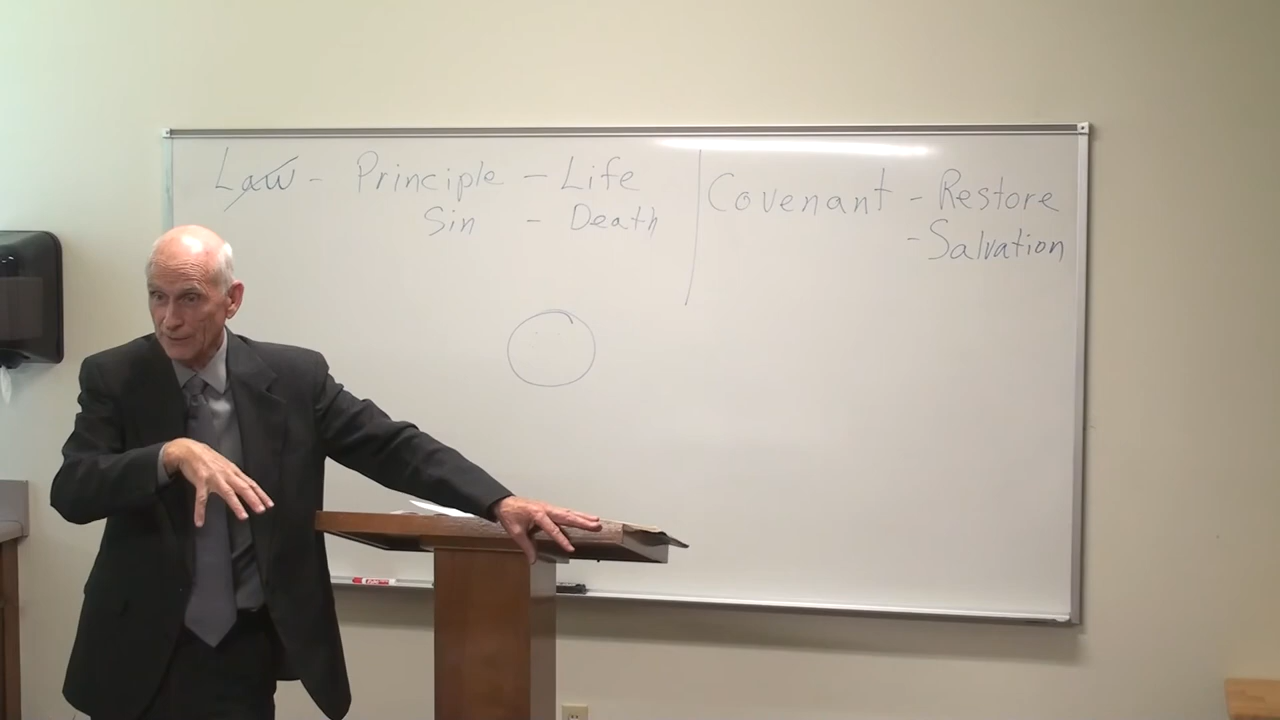 Law - Principle - Life
Sin - Death
Covenant - Restore
- Salvation